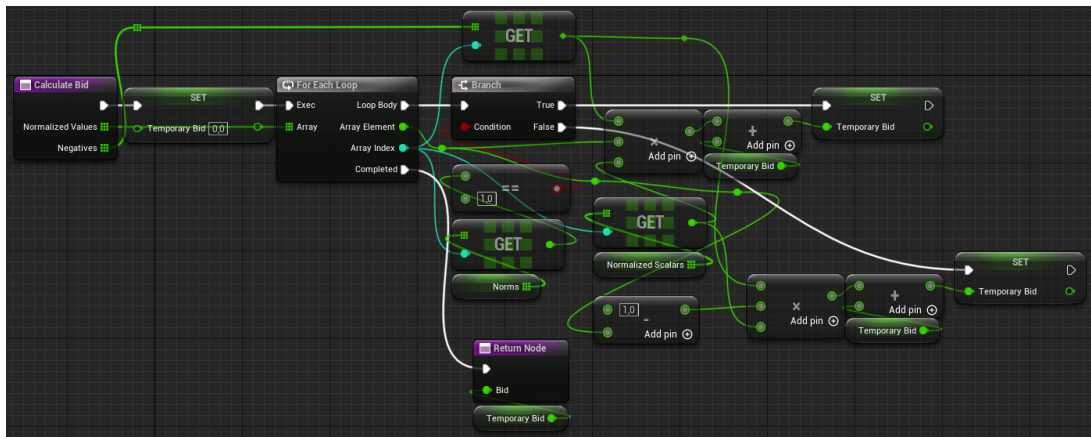 GET
Calculate Bid
Normalized Values
Negatives
SET
Temporary Bid 0,0
For Each Loop
Exec
Loop Body
Array
Array Element
Array Index
Completed
Branch
True
Condition
False
×
Add pin
+
Add pin
Temporary Bid
SET
Temporary Bid
==
1,0
GET
Norms
GET
Normalized Scalars
1,0
-
Add pin
×
Add pin
+
Add pin
Temporary Bid
SET
Temporary Bid
Return Node
Bid
Temporary Bid